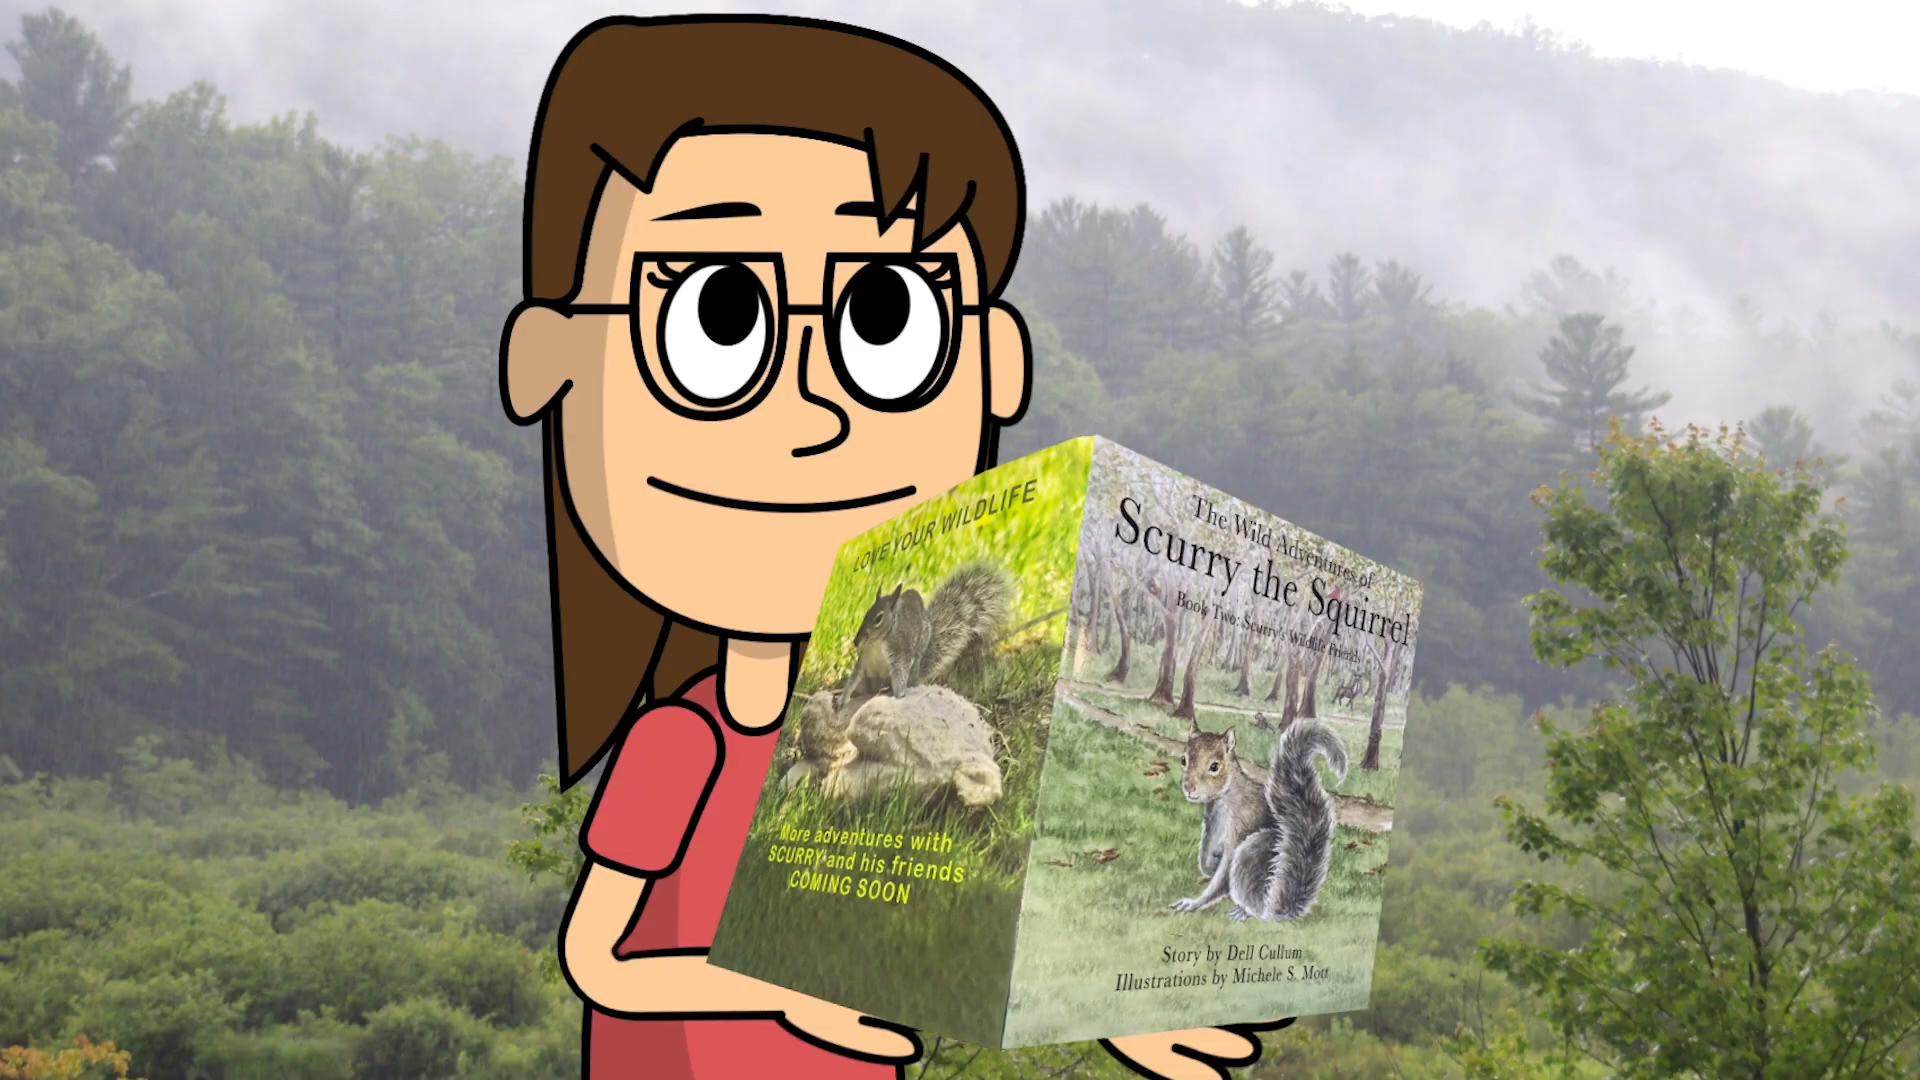 LOVE YOUR WILDLIFE
More adventures with
SCURRY and his friends
COMING SOON
The Wild Adventures of
Scurry the Squirrel
Book Two: Scurry's Wildlife Friends
Story by Dell Cullum
Illustrations by Michele S. Mott